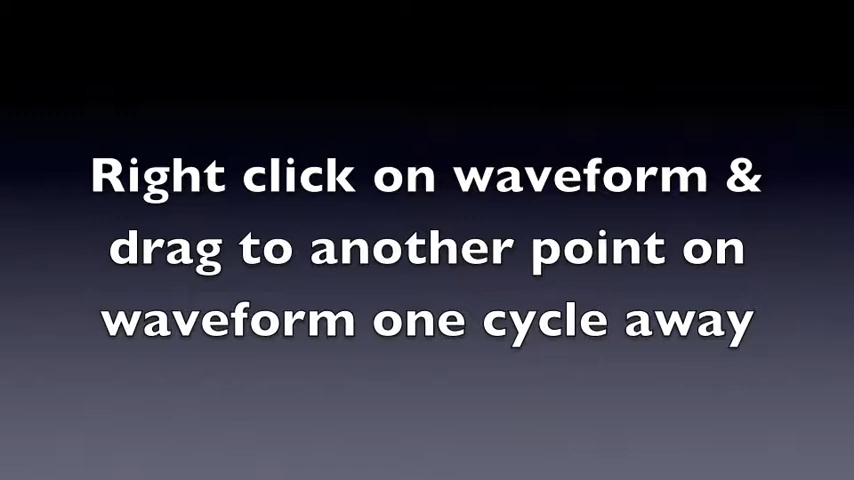 Right click on waveform &
drag to another point on
waveform one cycle away